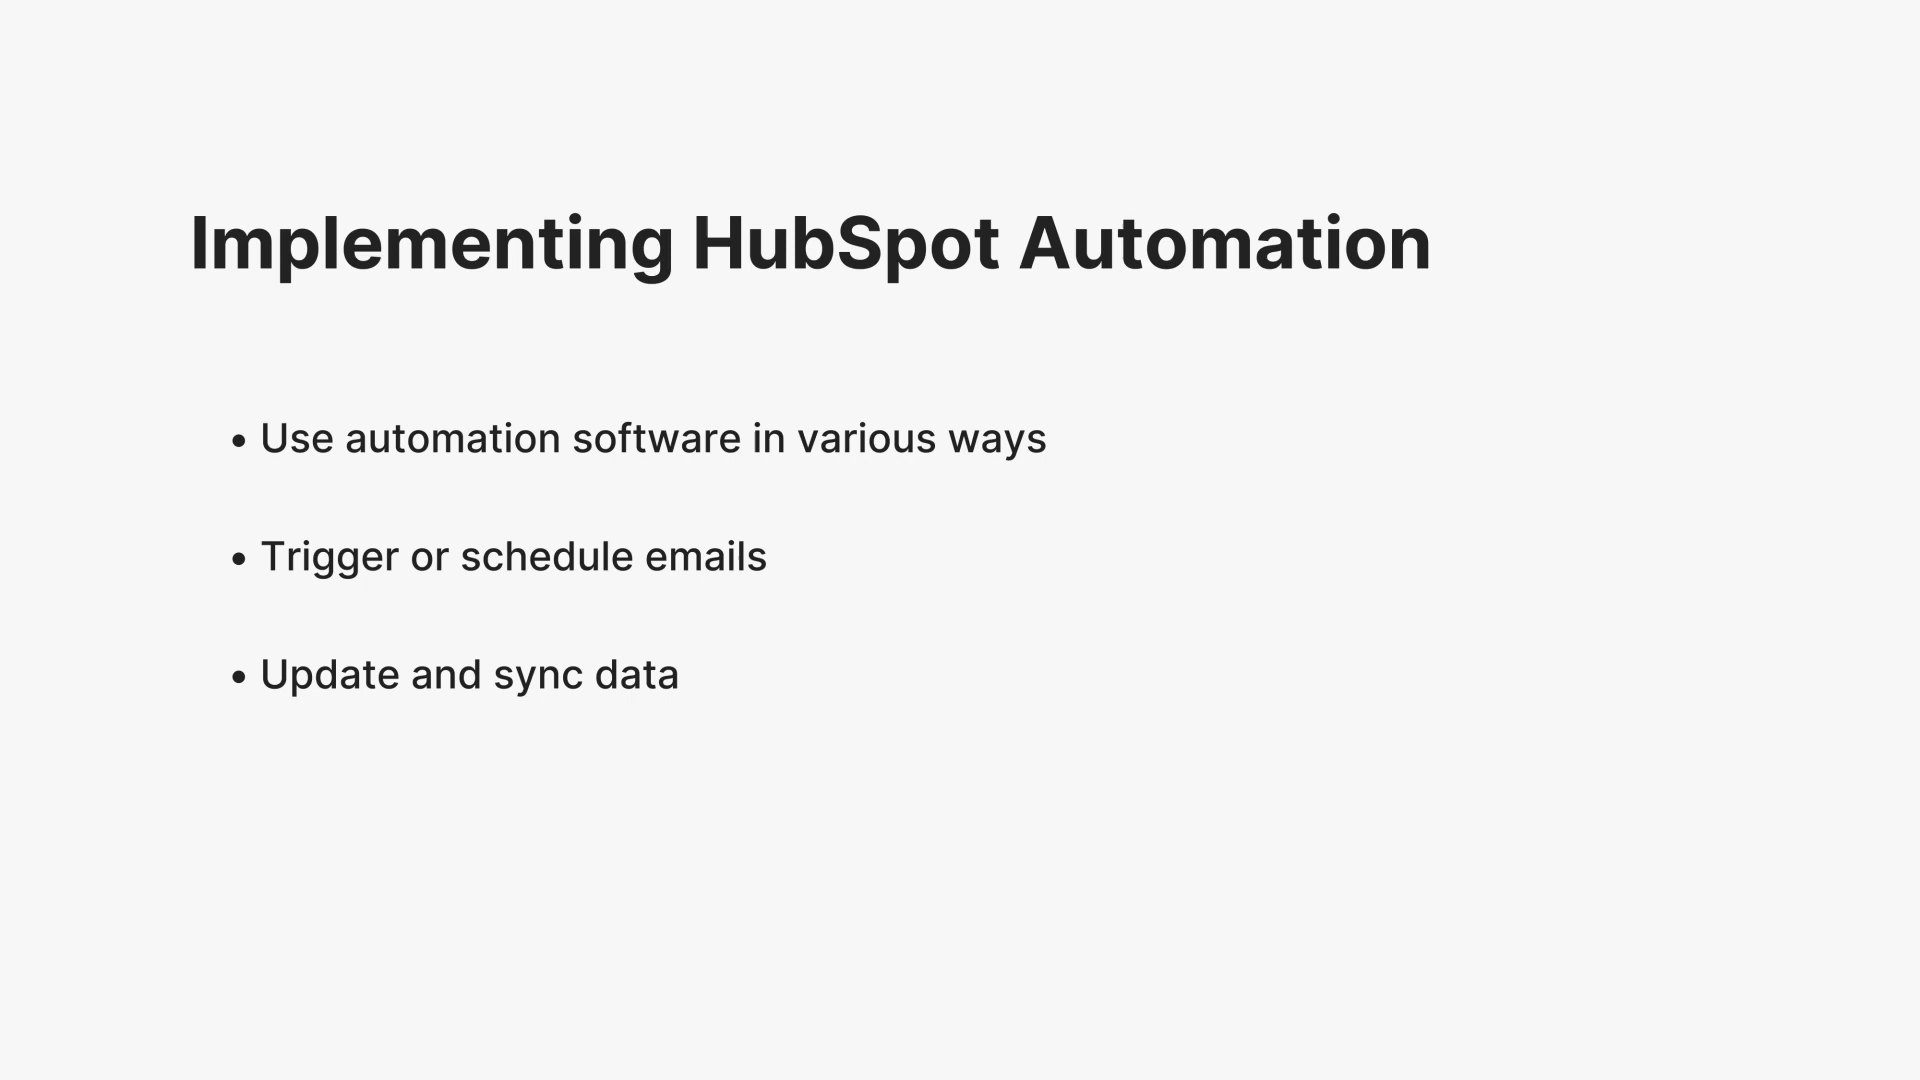 Implementing HubSpot Automation
• Use automation software in various ways
• Trigger or schedule emails
• Update and sync data